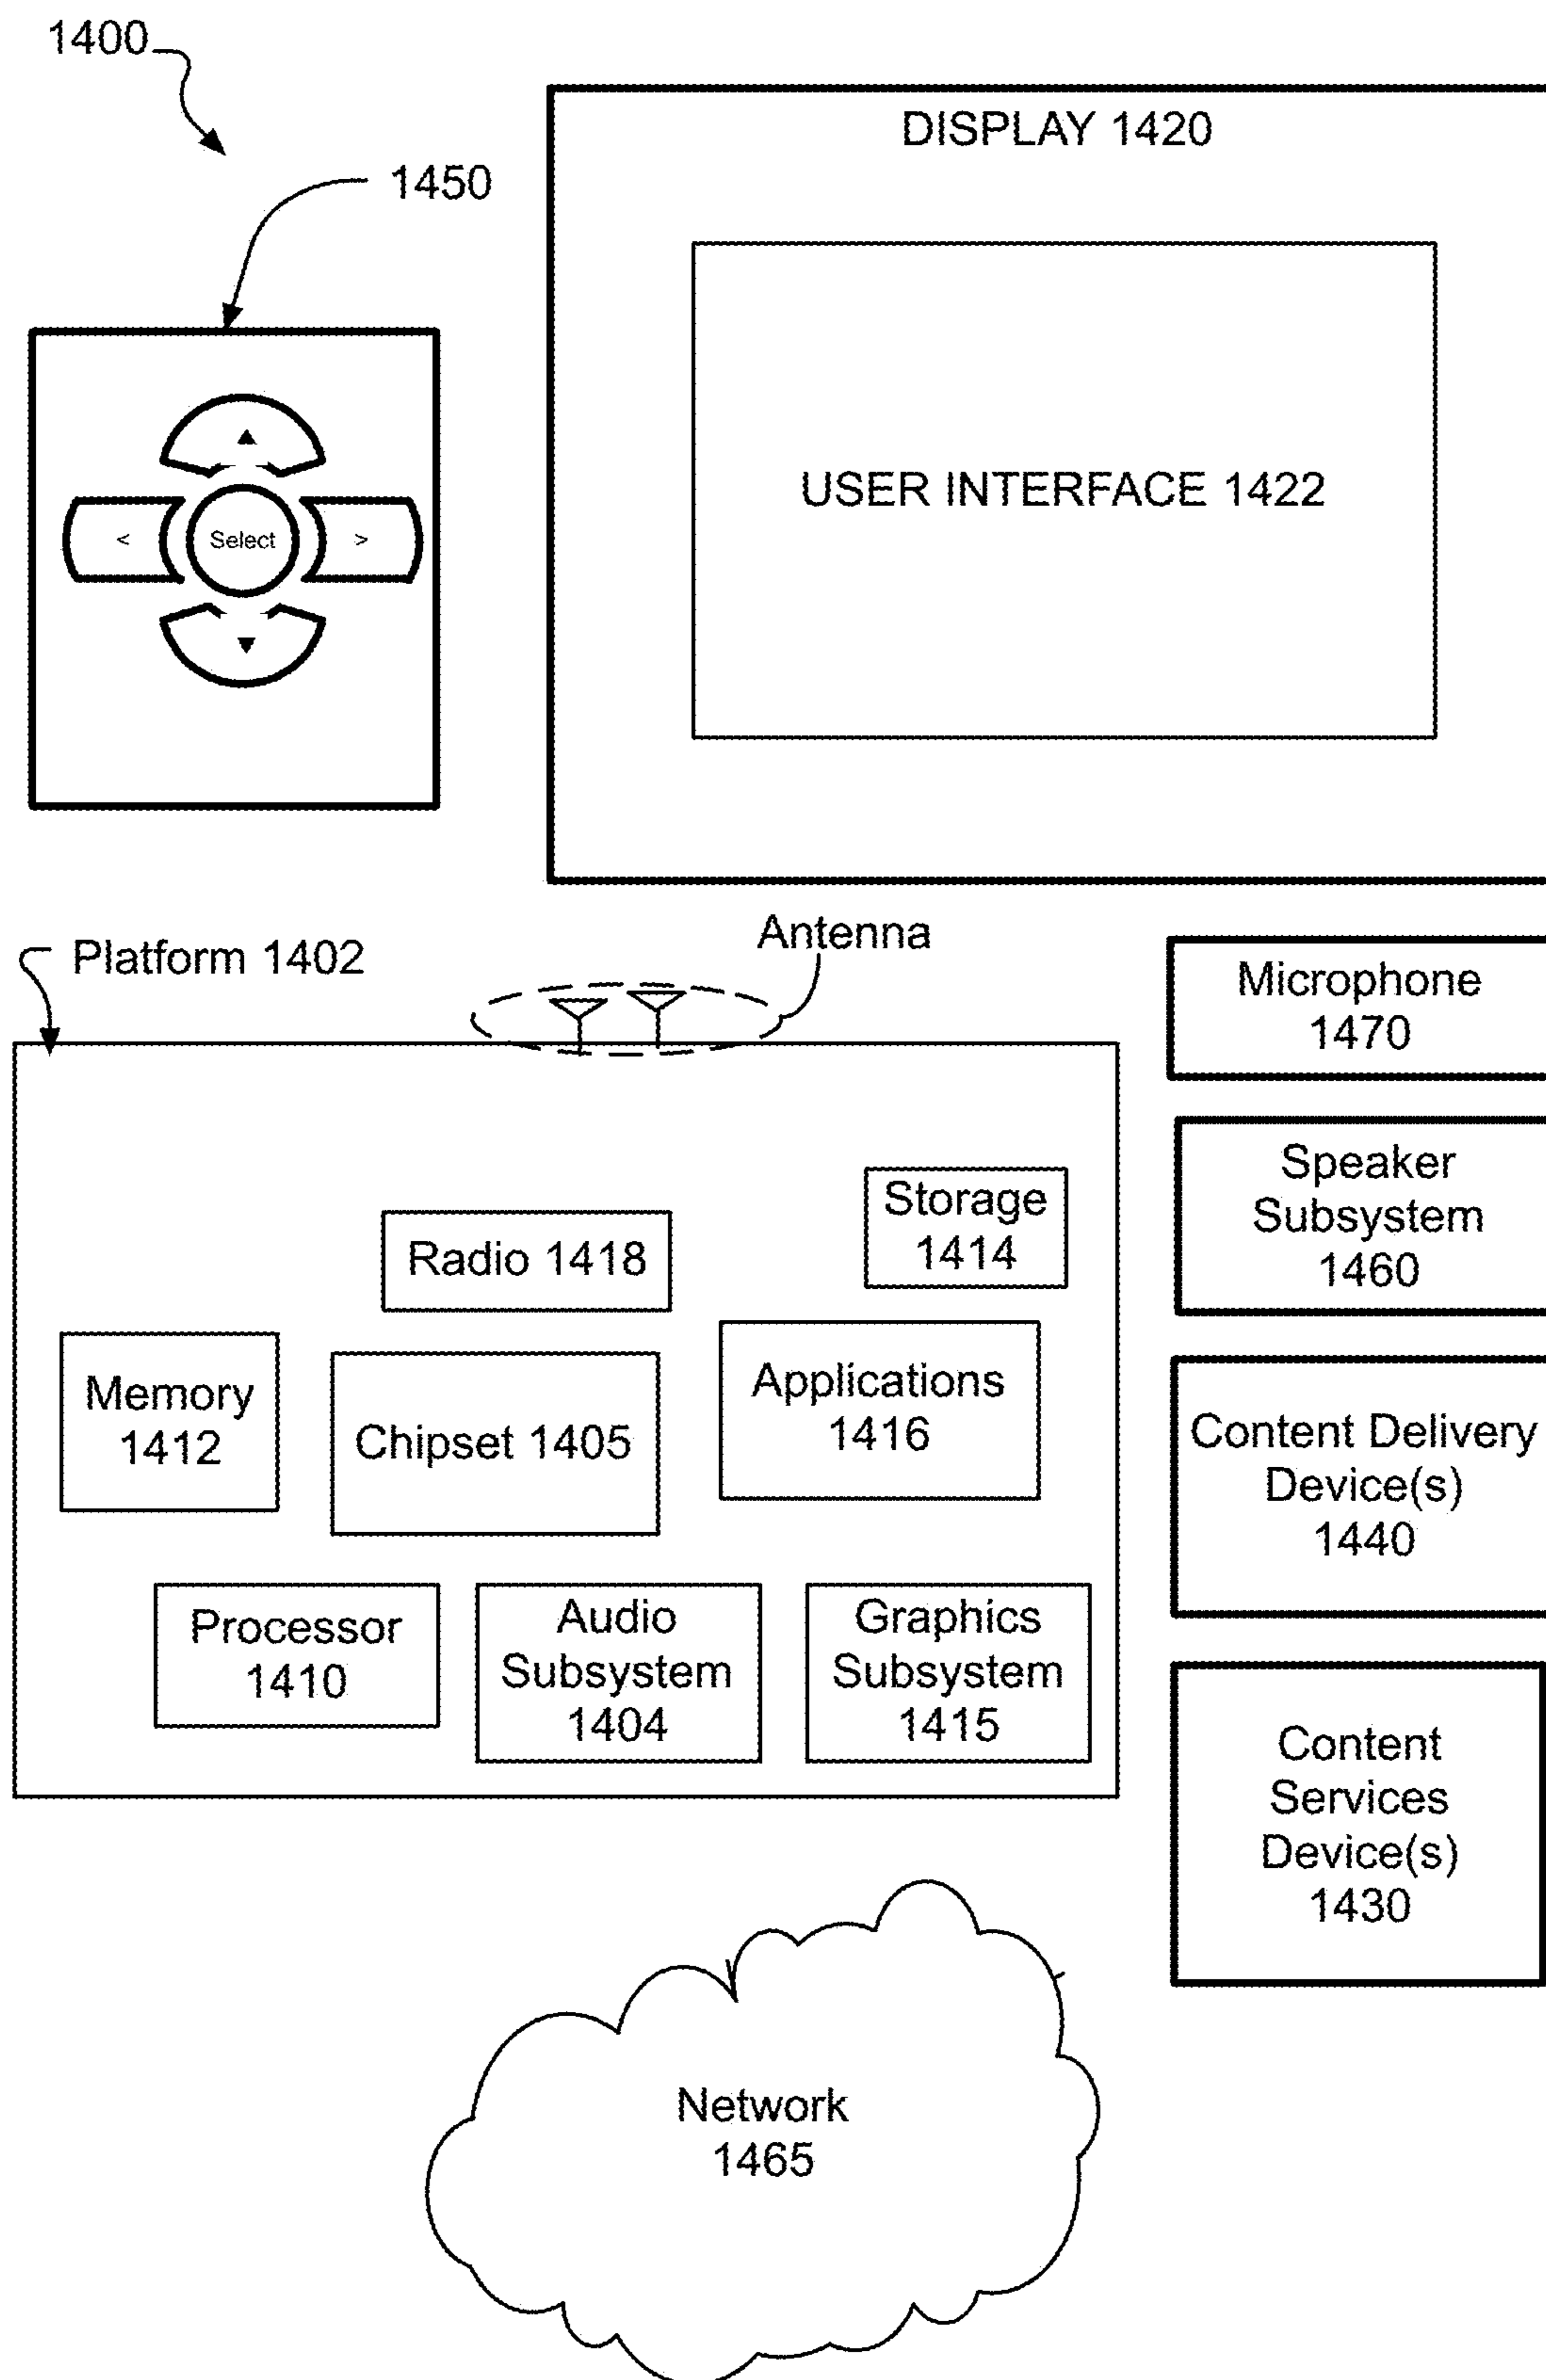 1400
1450
DISPLAY 1420
USER INTERFACE 1422
<
Select
>
Platform 1402
Antenna
Microphone
1470
Speaker
Subsystem
1460
Storage
1414
Radio 1418
Memory
1412
Chipset 1405
Applications
1416
Content Delivery
Device(s)
1440
Processor
1410
Audio
Subsystem
1404
Graphics
Subsystem
1415
Content
Services
Device(s)
1430
Network
1465